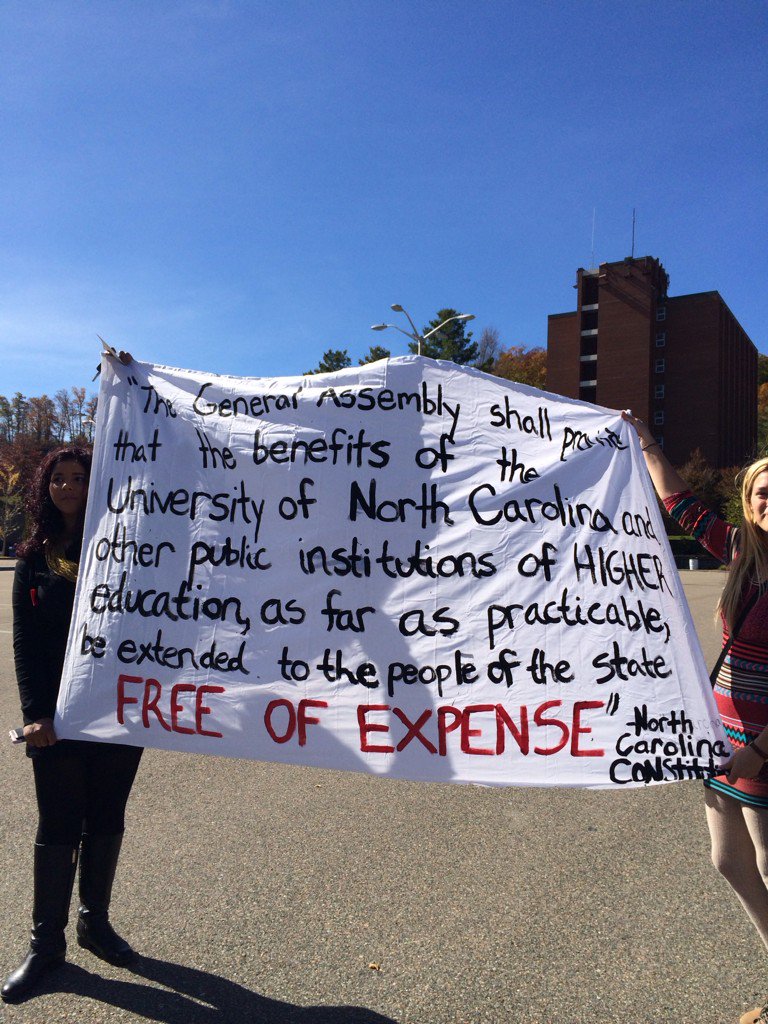 "The General Assembly shall provide
that the benefits of the
University of North Carolina and
other public institutions of HIGHER
education, as far as practicable,
be extended to the people of the state
FREE OF EXPENSE"
North
Carolina
Constit